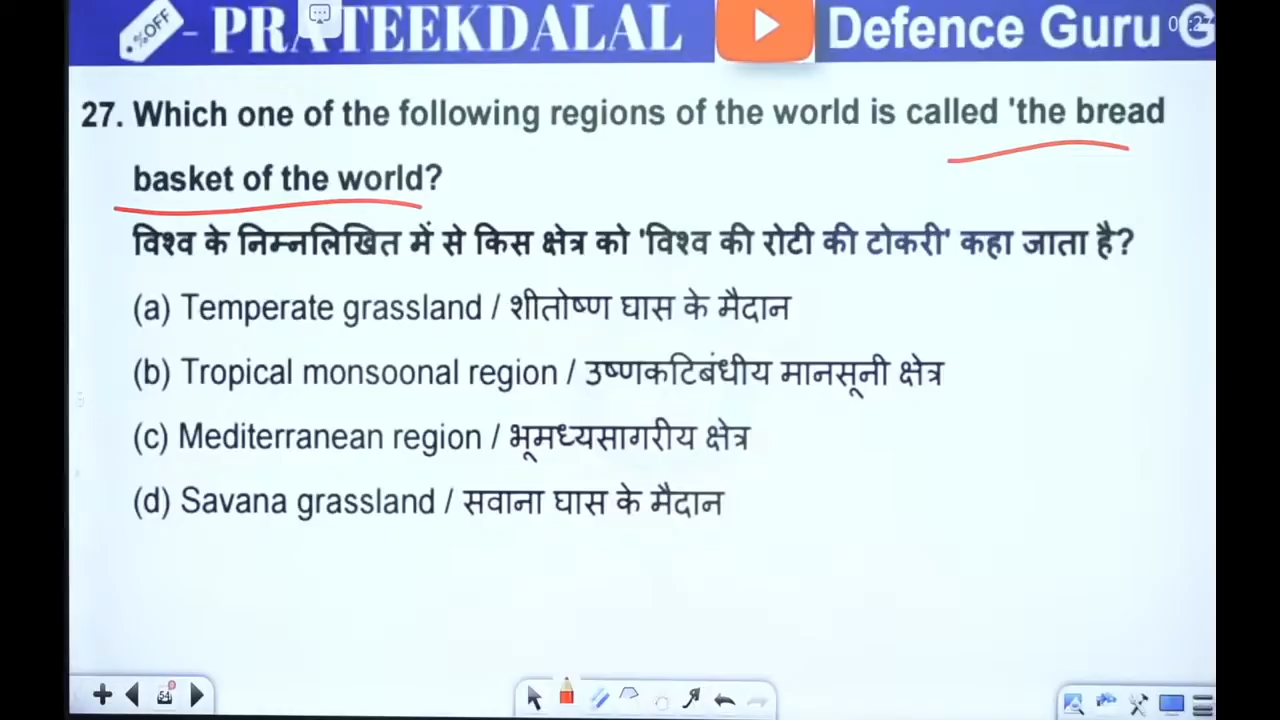 %OFF - PRATEEKDALAL Defence Guru G
27. Which one of the following regions of the world is called 'the bread
basket of the world?
विश्व के निम्नलिखित में से किस क्षेत्र को 'विश्व की रोटी की टोकरी' कहा जाता है?
(a) Temperate grassland / शीतोष्ण घास के मैदान
(b) Tropical monsoonal region / उष्णकटिबंधीय मानसूनी क्षेत्र
(c) Mediterranean region / भूमध्यसागरीय क्षेत्र
(d) Savana grassland / सवाना घास के मैदान
54